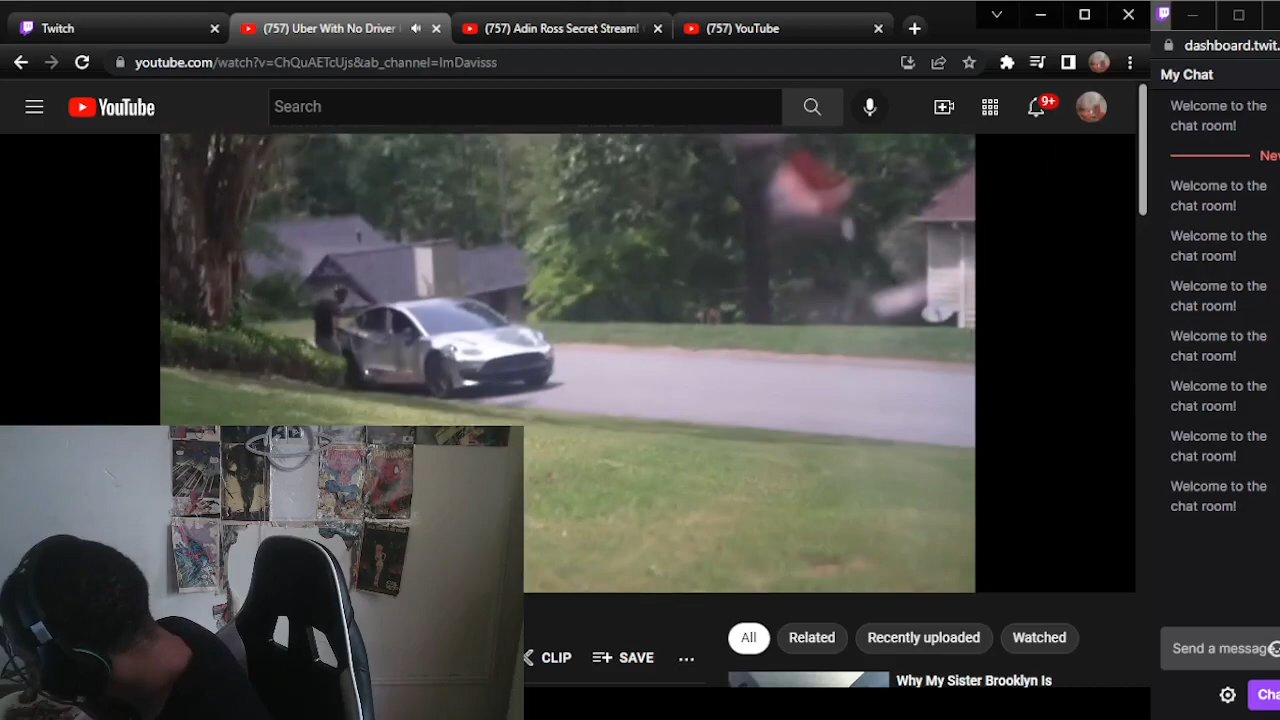 Twitch
(757) Uber With No Driver
(757) Adin Ross Secret Stream!
(757) YouTube
youtube.com/watch?v=ChQuAETcUjs&ab_channel=ImDavisss
dashboard.twit.
My Chat
YouTube
Search
9+
Welcome to the
chat room!
Welcome to the
chat room!
Welcome to the
chat room!
Welcome to the
chat room!
Welcome to the
chat room!
Welcome to the
chat room!
Welcome to the
chat room!
Welcome to the
chat room!
CLIP
SAVE
All
Related
Recently uploaded
Watched
Why My Sister Brooklyn Is
Send a message